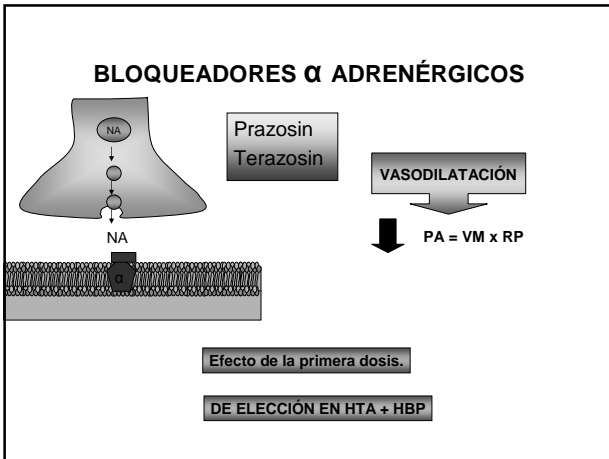 BLOQUEADORES α ADRENÉRGICOS
NA
NA
α
Prazosin
Terazosin
VASODILATACIÓN
PA = VM x RP
Efecto de la primera dosis.
DE ELECCIÓN EN HTA + HBP